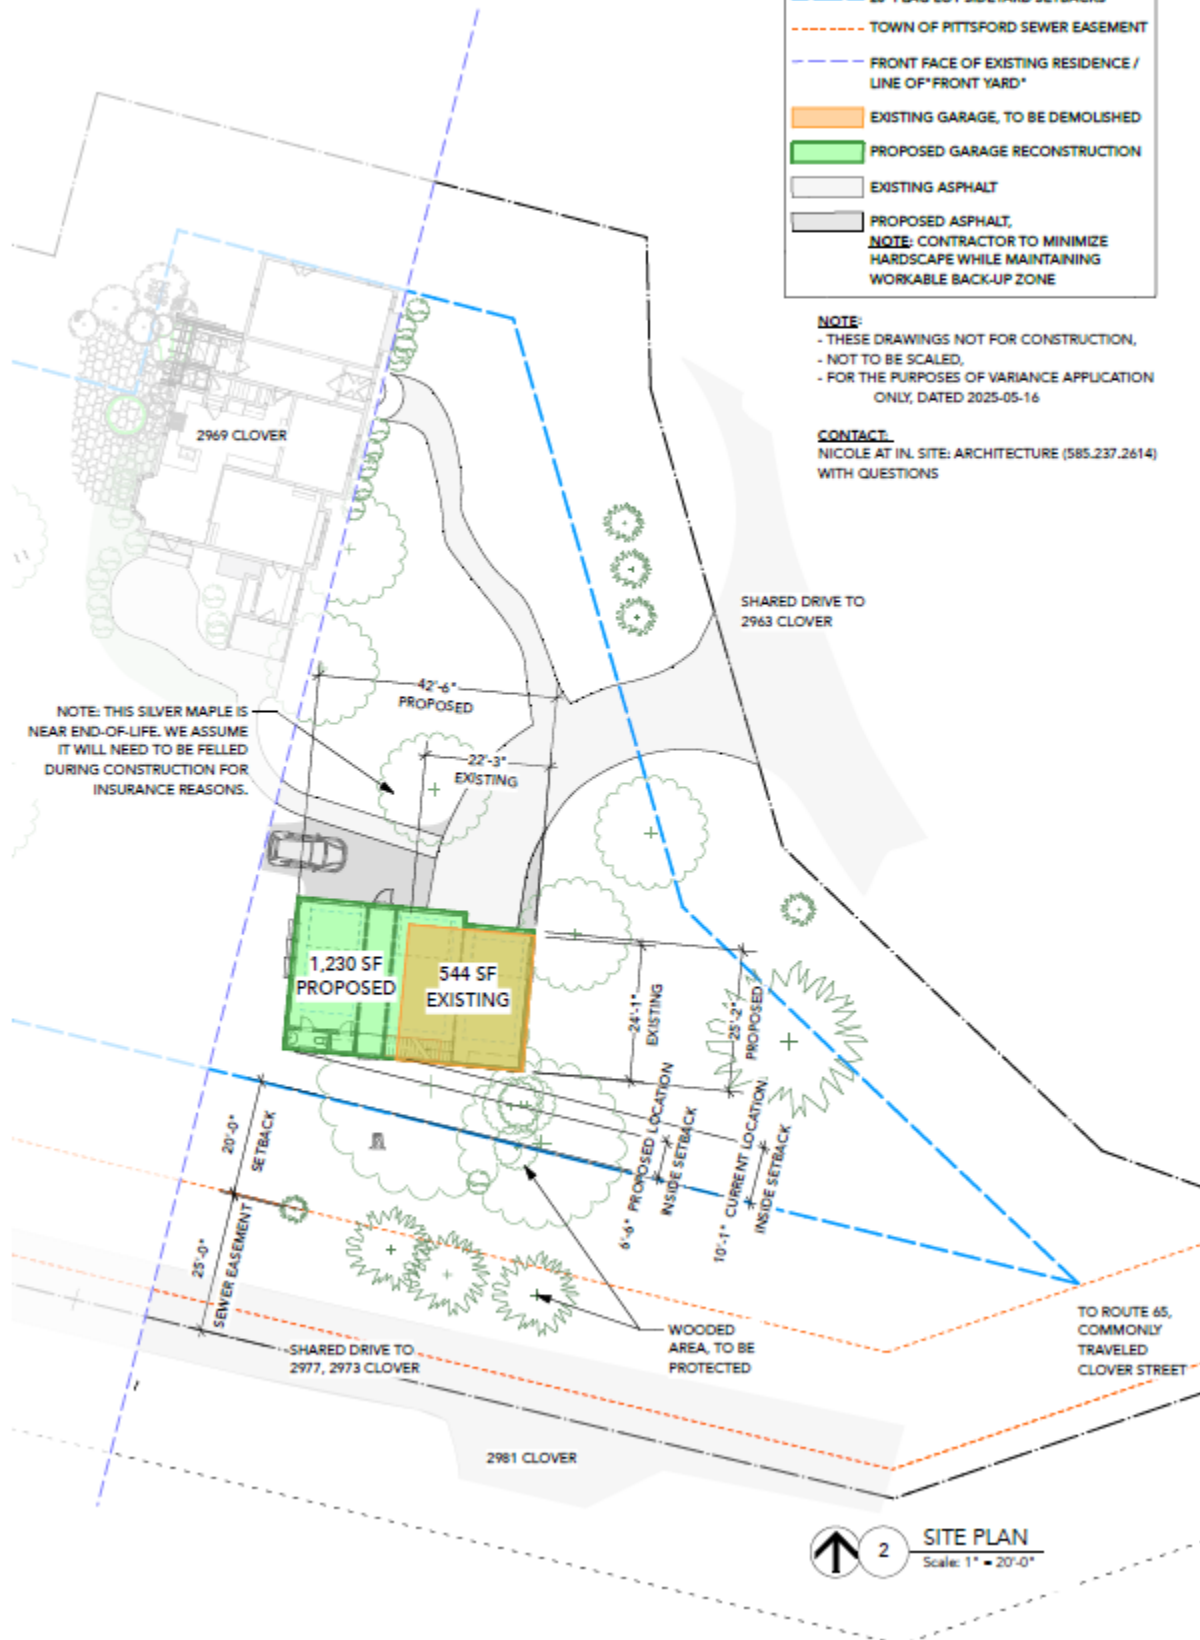 20' FLAG LOT SIDEYARD SETBACKS
TOWN OF PITTSFORD SEWER EASEMENT
FRONT FACE OF EXISTING RESIDENCE /
LINE OF"FRONT YARD"
EXISTING GARAGE, TO BE DEMOLISHED
PROPOSED GARAGE RECONSTRUCTION
EXISTING ASPHALT
PROPOSED ASPHALT,
NOTE: CONTRACTOR TO MINIMIZE
HARDSCAPE WHILE MAINTAINING
WORKABLE BACK-UP ZONE
NOTE:
- THESE DRAWINGS NOT FOR CONSTRUCTION,
- NOT TO BE SCALED,
- FOR THE PURPOSES OF VARIANCE APPLICATION
ONLY, DATED 2025-05-16
CONTACT:
NICOLE AT IN. SITE: ARCHITECTURE (585.237.2614)
WITH QUESTIONS
2969 CLOVER
SHARED DRIVE TO
2963 CLOVER
42'-6"
PROPOSED
22'-3"
EXISTING
NOTE: THIS SILVER MAPLE IS
NEAR END-OF-LIFE. WE ASSUME
IT WILL NEED TO BE FELLED
DURING CONSTRUCTION FOR
INSURANCE REASONS.
1,230 SF
PROPOSED
544 SF
EXISTING
24'-1"
EXISTING
25'-2"
PROPOSED
20'-0"
SETBACK
25'-0"
SEWER EASEMENT
6'-6" PROPOSED LOCATION
INSIDE SETBACK
10'-1" CURRENT LOCATION
INSIDE SETBACK
WOODED
AREA, TO BE
PROTECTED
SHARED DRIVE TO
2977, 2973 CLOVER
TO ROUTE 65,
COMMONLY
TRAVELED
CLOVER STREET
2981 CLOVER
2
SITE PLAN
Scale: 1" = 20'-0"